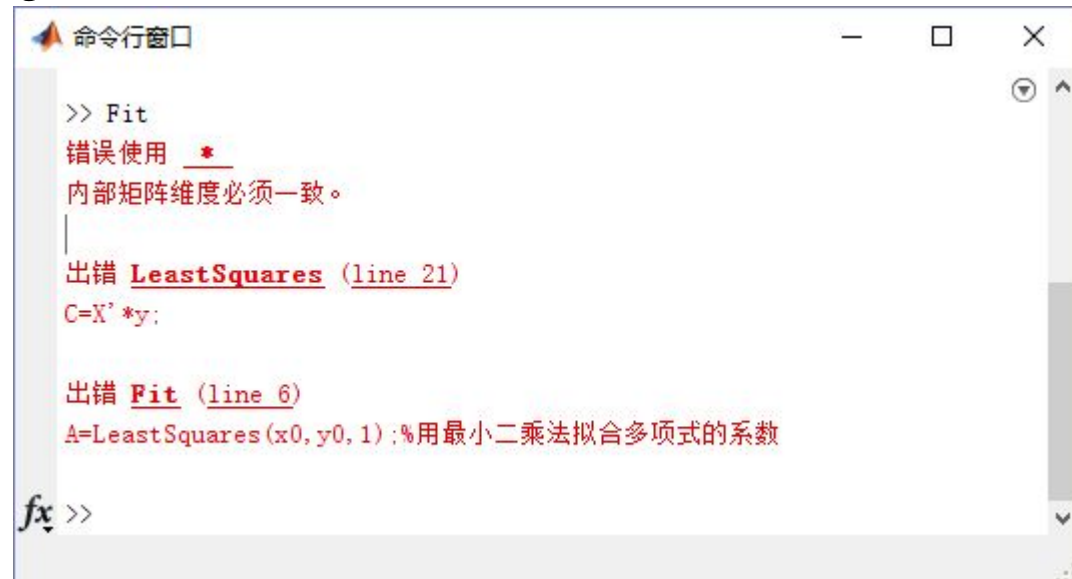 命令行窗口
>> Fit
错误使用 *
内部矩阵维度必须一致。
出错 LeastSquares (line 21)
C=X'*y;
出错 Fit (line 6)
A=LeastSquares(x0,y0,1);%用最小二乘法拟合多项式的系数
fx >>